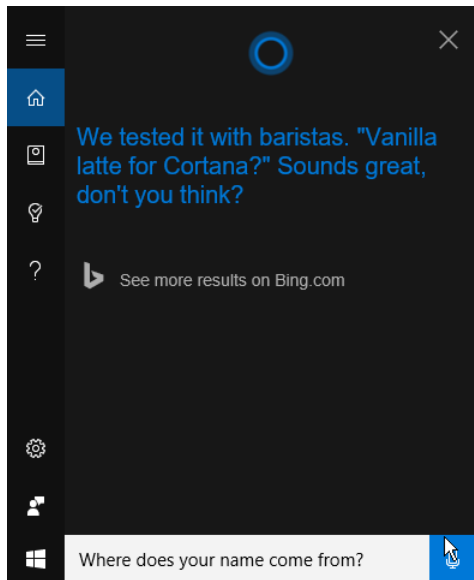 We tested it with baristas. "Vanilla
latte for Cortana?" Sounds great,
don't you think?
See more results on Bing.com
Where does your name come from?